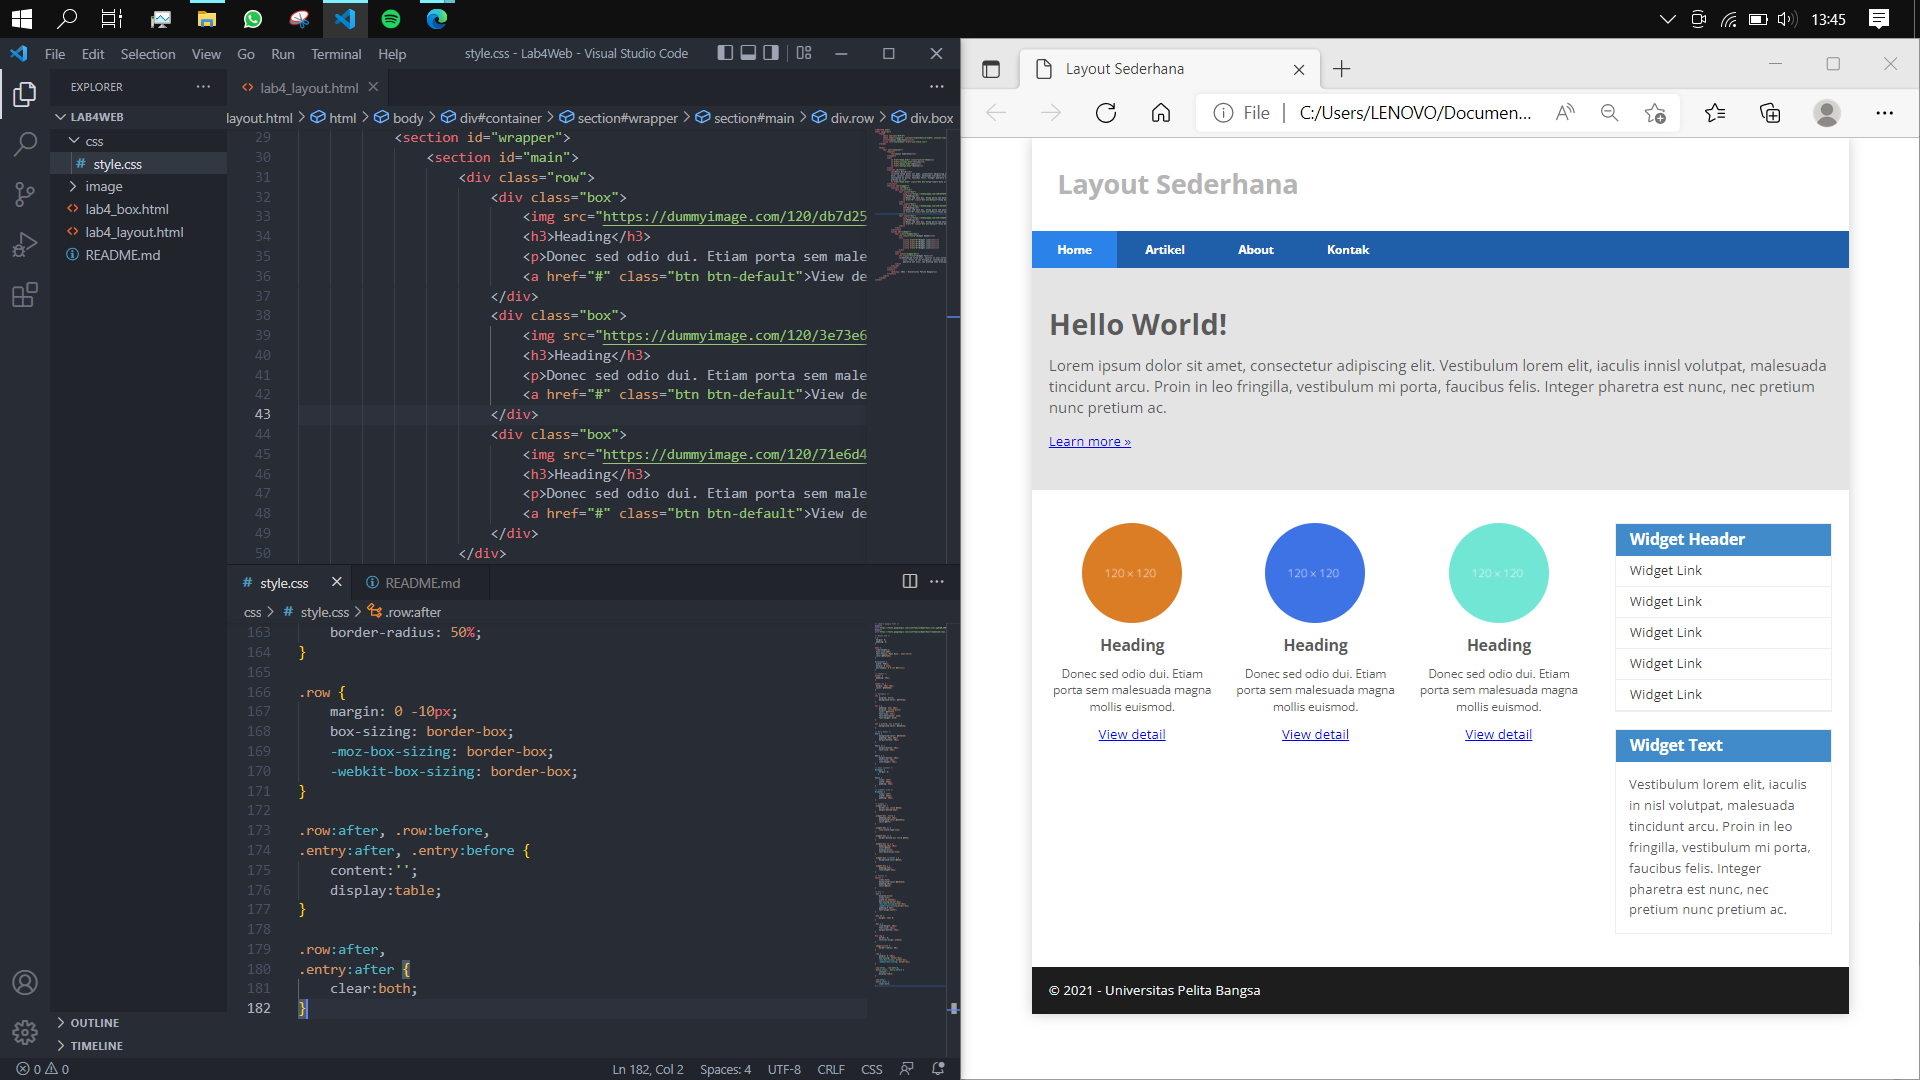 13:45
File Edit Selection View Go Run Terminal Help
style.css - Lab4Web - Visual Studio Code
EXPLORER
LAB4WEB
css
style.css
image
lab4_box.html
lab4_layout.html
README.md
OUTLINE
TIMELINE
lab4_layout.html
layout.html > html > body > div#container > section#wrapper > section#main > div.row > div.box
29 <section id="wrapper">
30 <section id="main">
31 <div class="row">
32 <div class="box">
33 <img src="https://dummyimage.com/120/db7d25
34 <h3>Heading</h3>
35 <p>Donec sed odio dui. Etiam porta sem male
36 <a href="#" class="btn btn-default">View de
37 </div>
38 <div class="box">
39 <img src="https://dummyimage.com/120/3e73e6
40 <h3>Heading</h3>
41 <p>Donec sed odio dui. Etiam porta sem male
42 <a href="#" class="btn btn-default">View de
43 </div>
44 <div class="box">
45 <img src="https://dummyimage.com/120/71e6d4
46 <h3>Heading</h3>
47 <p>Donec sed odio dui. Etiam porta sem male
48 <a href="#" class="btn btn-default">View de
49 </div>
50 </div>
# style.css README.md
css > # style.css > .row:after
163 border-radius: 50%;
164 }
165
166 .row {
167 margin: 0 -10px;
168 box-sizing: border-box;
169 -moz-box-sizing: border-box;
170 -webkit-box-sizing: border-box;
171 }
172
173 .row:after, .row:before,
174 .entry:after, .entry:before {
175 content:'';
176 display:table;
177 }
178
179 .row:after,
180 .entry:after {
181 clear:both;
182 }
0 0
Ln 182, Col 2 Spaces: 4 UTF-8 CRLF CSS
Layout Sederhana
File | C:/Users/LENOVO/Documen...
Layout Sederhana
Home Artikel About Kontak
Hello World!
Lorem ipsum dolor sit amet, consectetur adipiscing elit. Vestibulum lorem elit, iaculis innisl volutpat, malesuada
tincidunt arcu. Proin in leo fringilla, vestibulum mi porta, faucibus felis. Integer pharetra est nunc, nec pretium
nunc pretium ac.
Learn more »
120 × 120
Heading
Donec sed odio dui. Etiam
porta sem malesuada magna
mollis euismod.
View detail
120 × 120
Heading
Donec sed odio dui. Etiam
porta sem malesuada magna
mollis euismod.
View detail
120 × 120
Heading
Donec sed odio dui. Etiam
porta sem malesuada magna
mollis euismod.
View detail
Widget Header
Widget Link
Widget Link
Widget Link
Widget Link
Widget Link
Widget Text
Vestibulum lorem elit, iaculis
in nisl volutpat, malesuada
tincidunt arcu. Proin in leo
fringilla, vestibulum mi porta,
faucibus felis. Integer
pharetra est nunc, nec
pretium nunc pretium ac.
© 2021 - Universitas Pelita Bangsa